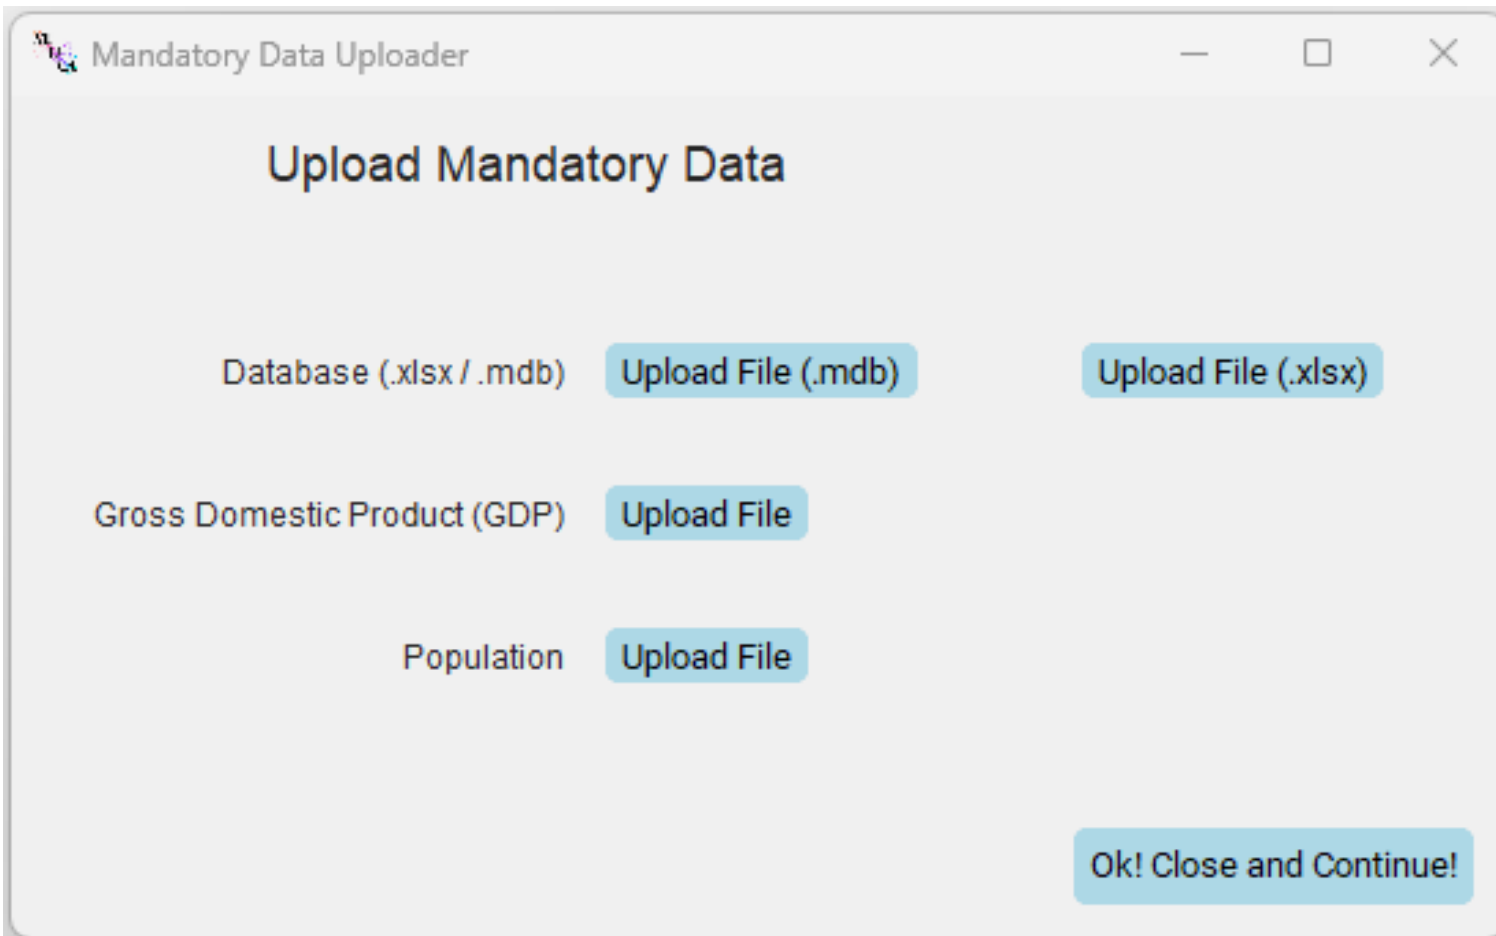 Mandatory Data Uploader
Upload Mandatory Data
Database (.xlsx / .mdb) Upload File (.mdb) Upload File (.xlsx)
Gross Domestic Product (GDP) Upload File
Population Upload File
Ok! Close and Continue!